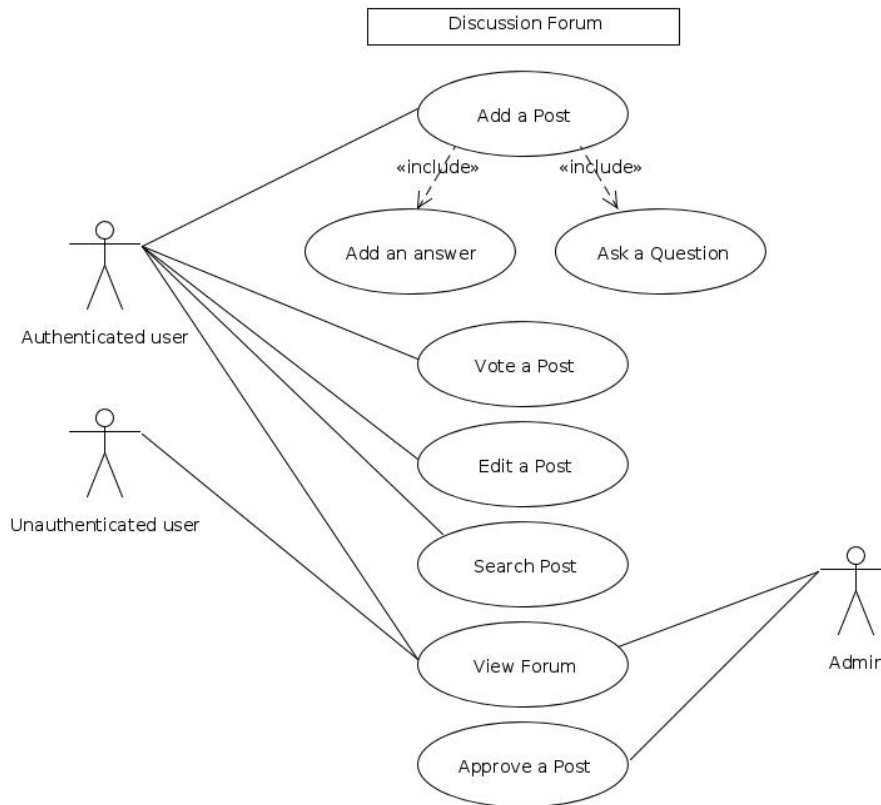 Discussion Forum
Add a Post
«include»
«include»
Add an answer
Ask a Question
Authenticated user
Vote a Post
Edit a Post
Unauthenticated user
Search Post
View Forum
Admin
Approve a Post